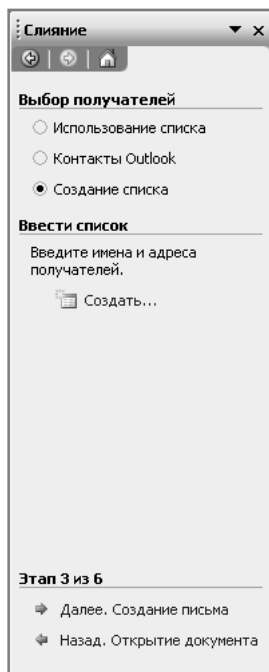 Слияние
Выбор получателей
Использование списка
Контакты Outlook
Создание списка
Ввести список
Введите имена и адреса
получателей.
Создать...
Этап 3 из 6
Далее. Создание письма
Назад. Открытие документа